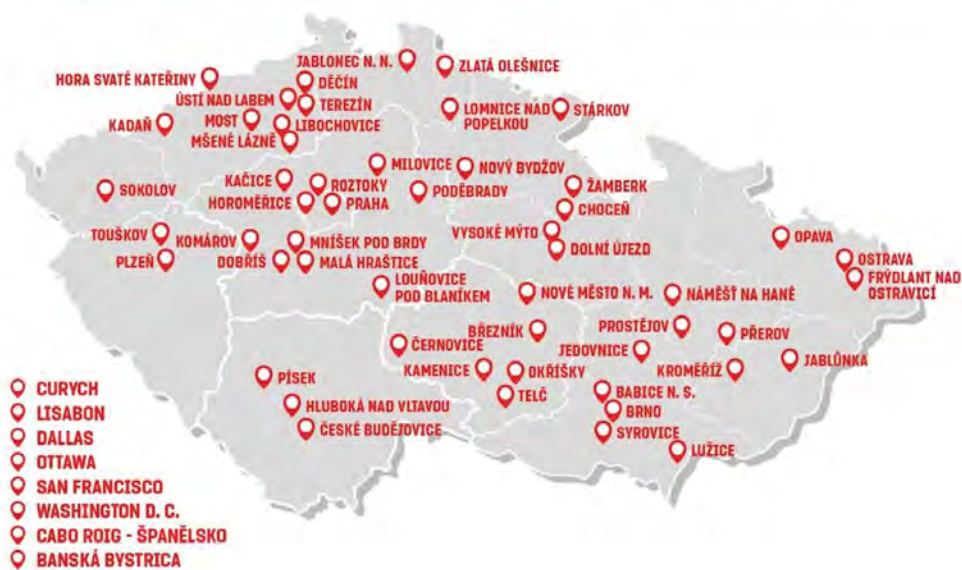 JABLONEC N. N.
ZLATÁ OLEŠNICE
HORA SVATÉ KATEŘINY
DĚČÍN
ÚSTÍ NAD LABEM
TEREZÍN
LOMNICE NAD
POPELKOU
STÁRKOV
KADAŇ
MOST
LIBOCHOVICE
MŠENÉ LÁZNĚ
MILOVICE
NOVÝ BYDŽOV
KAČICE
ROZTOKY
PODĚBRADY
ŽAMBERK
SOKOLOV
HOROMĚŘICE
PRAHA
CHOCEŇ
TOUŠKOV
KOMÁROV
MNÍŠEK POD BRDY
VYSOKÉ MÝTO
OPAVA
PLZEŇ
DOBŘÍŠ
MALÁ HRAŠTICE
DOLNÍ ÚJEZD
OSTRAVA
FRÝDLANT NAD
OSTRAVICÍ
LOUŇOVICE
POD BLANÍKEM
NOVÉ MĚSTO N. M.
NÁMĚŠŤ NA HANÉ
BŘEZNÍK
PROSTĚJOV
PŘEROV
ČERNOVICE
JEDOVNICE
JABLŮNKA
KAMENICE
OKŘÍŠKY
KROMĚŘÍŽ
PÍSEK
TELČ
BABICE N. S.
HLUBOKÁ NAD VLTAVOU
BRNO
ČESKÉ BUDĚJOVICE
SYROVICE
LUŽICE
CURYCH
LISABON
DALLAS
OTTAWA
SAN FRANCISCO
WASHINGTON D. C.
CABO ROIG - ŠPANĚLSKO
BANSKÁ BYSTRICA